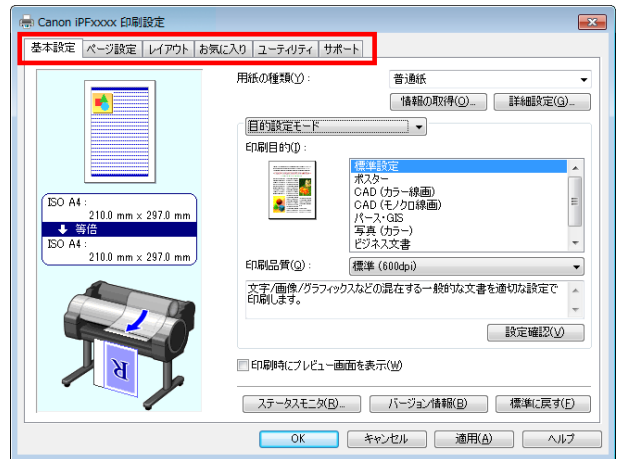 Canon iPFxxxx 印刷設定
基本設定 ページ設定 レイアウト お気に入り ユーティリティ サポート
用紙の種類(Y): 普通紙
情報の取得(O)... 詳細設定(G)...
目的設定モード
印刷目的(I):
標準設定
ポスター
CAD (カラー線画)
CAD (モノクロ線画)
パース・GIS
写真 (カラー)
ビジネス文書
ISO A4 :
210.0 mm × 297.0 mm
等倍
ISO A4 :
210.0 mm × 297.0 mm
印刷品質(Q): 標準 (600dpi)
文字/画像/グラフィックスなどの混在する一般的な文書を適切な設定で
印刷します。
設定確認(V)
R
印刷時にプレビュー画面を表示(W)
ステータスモニタ(R)... バージョン情報(B) 標準に戻す(F)
OK キャンセル 適用(A) ヘルプ